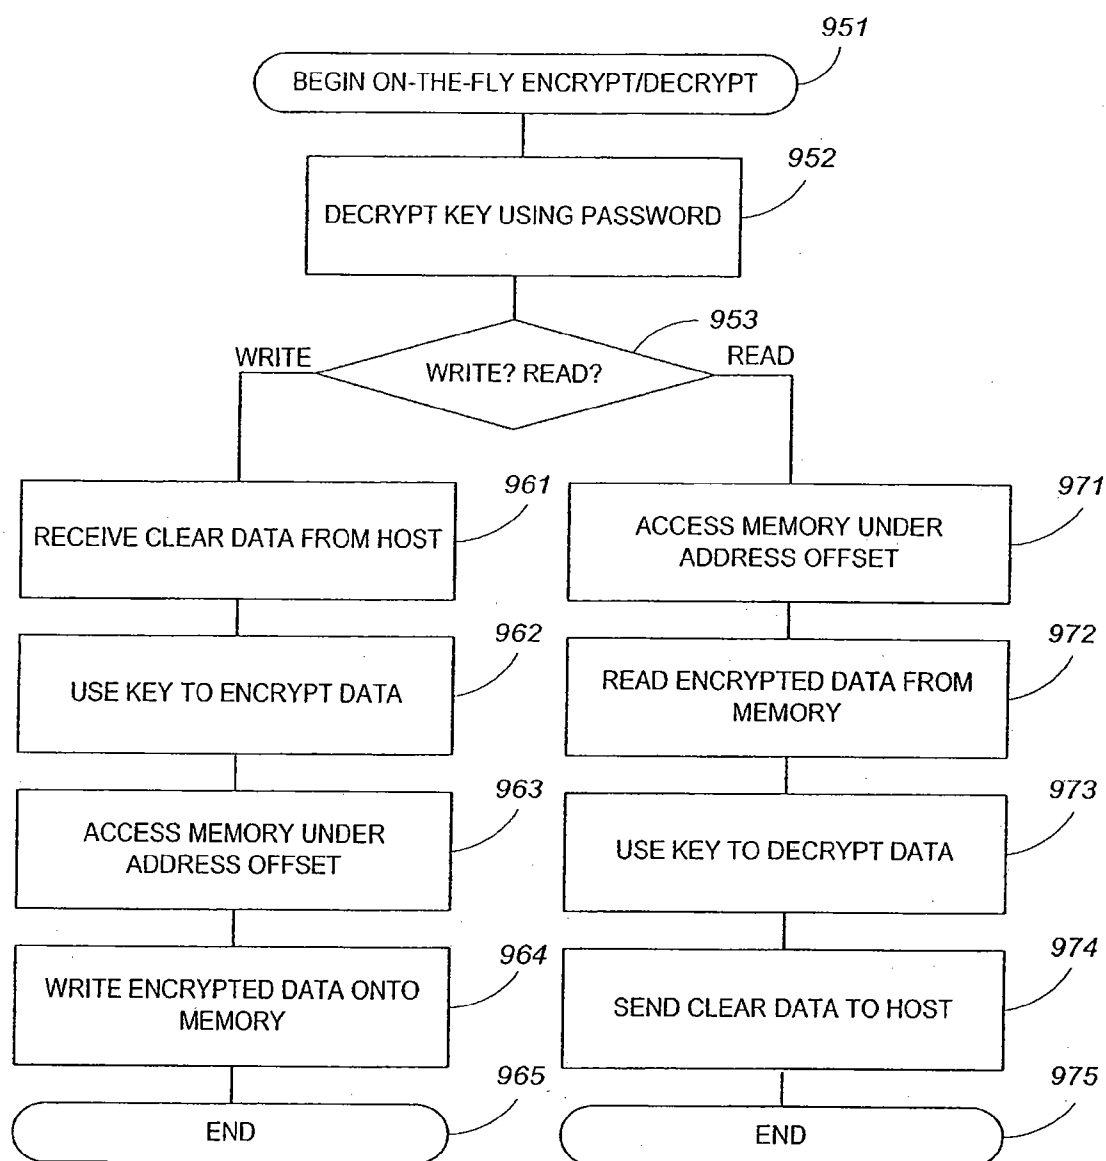 951
BEGIN ON-THE-FLY ENCRYPT/DECRYPT
952
DECRYPT KEY USING PASSWORD
953
WRITE
READ
WRITE? READ?
961
RECEIVE CLEAR DATA FROM HOST
962
USE KEY TO ENCRYPT DATA
963
ACCESS MEMORY UNDER
ADDRESS OFFSET
964
WRITE ENCRYPTED DATA ONTO
MEMORY
965
END
971
ACCESS MEMORY UNDER
ADDRESS OFFSET
972
READ ENCRYPTED DATA FROM
MEMORY
973
USE KEY TO DECRYPT DATA
974
SEND CLEAR DATA TO HOST
975
END